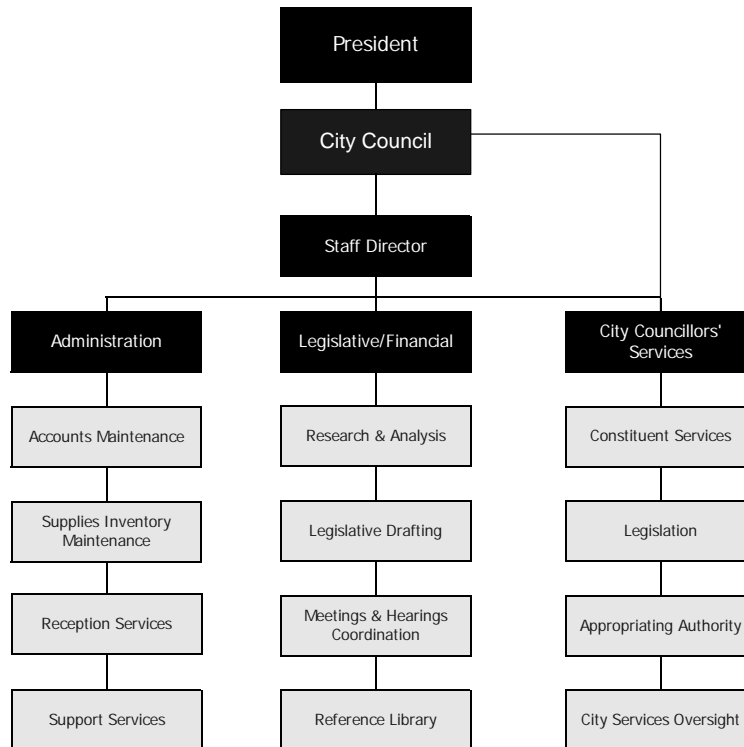 President
City Council
Staff Director
Administration
Legislative/Financial
City Councillors'
Services
Accounts Maintenance
Research & Analysis
Constituent Services
Supplies Inventory
Maintenance
Legislative Drafting
Legislation
Reception Services
Meetings & Hearings
Coordination
Appropriating Authority
Support Services
Reference Library
City Services Oversight